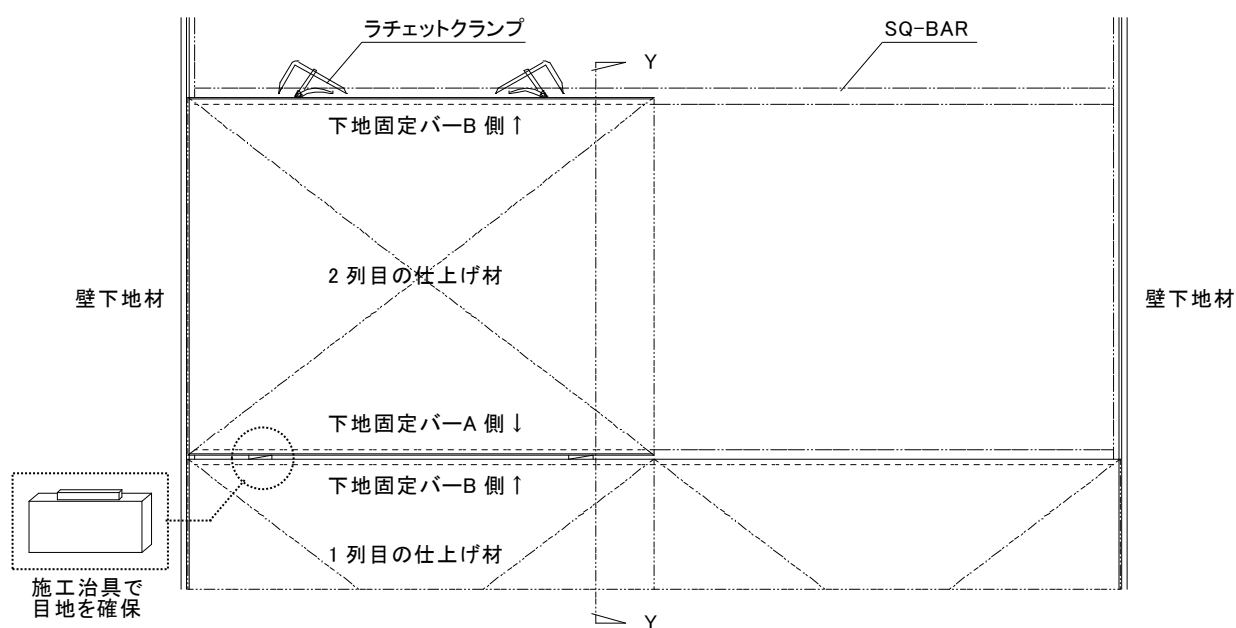 ラチェットクランプ
SQ-BAR
Y
下地固定バーB 側↑
2 列目の仕上げ材
壁下地材
壁下地材
下地固定バーA 側↓
下地固定バーB 側↑
1 列目の仕上げ材
施工治具で
目地を確保
Y